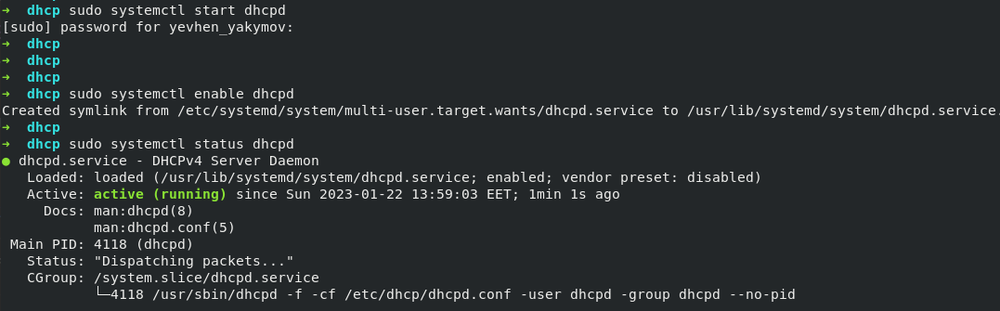 ➜  dhcp sudo systemctl start dhcpd
[sudo] password for yevhen_yakymov:
➜  dhcp
➜  dhcp
➜  dhcp
➜  dhcp sudo systemctl enable dhcpd
Created symlink from /etc/systemd/system/multi-user.target.wants/dhcpd.service to /usr/lib/systemd/system/dhcpd.service.
➜  dhcp
➜  dhcp sudo systemctl status dhcpd
● dhcpd.service - DHCPv4 Server Daemon
   Loaded: loaded (/usr/lib/systemd/system/dhcpd.service; enabled; vendor preset: disabled)
   Active: active (running) since Sun 2023-01-22 13:59:03 EET; 1min 1s ago
     Docs: man:dhcpd(8)
           man:dhcpd.conf(5)
 Main PID: 4118 (dhcpd)
   Status: "Dispatching packets..."
   CGroup: /system.slice/dhcpd.service
           └─4118 /usr/sbin/dhcpd -f -cf /etc/dhcp/dhcpd.conf -user dhcpd -group dhcpd --no-pid